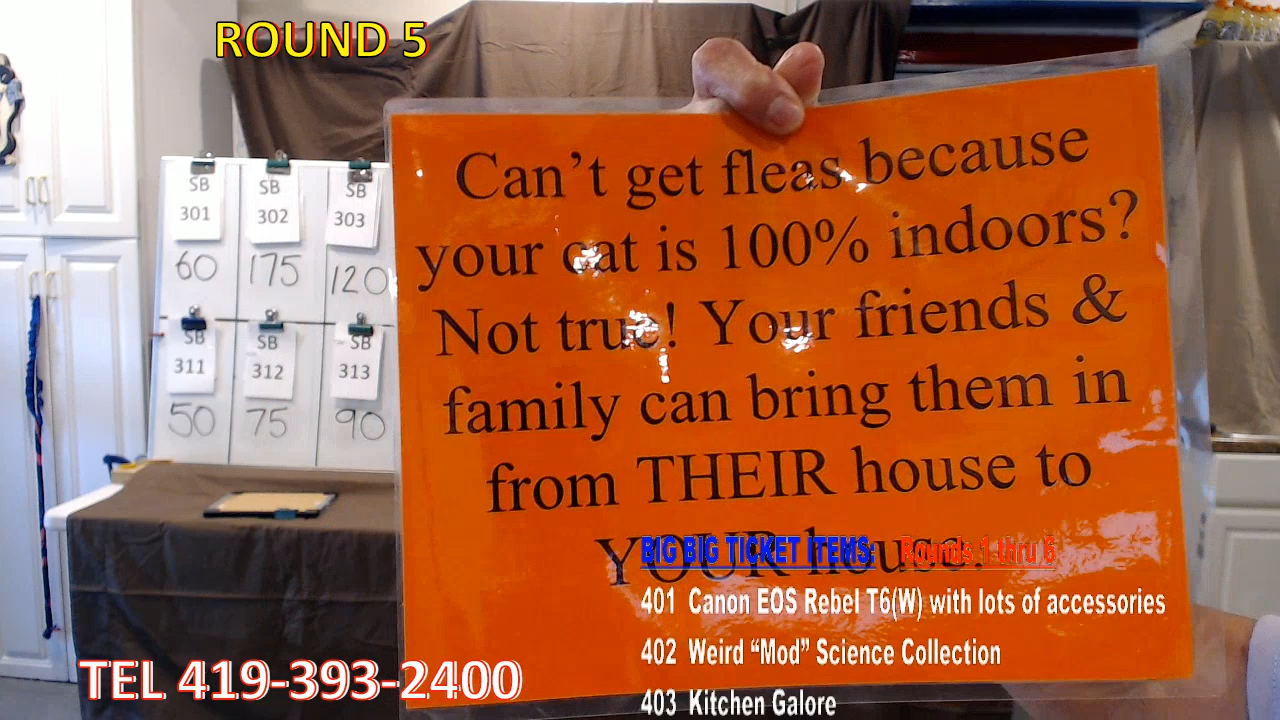 ROUND 5
SB
301
SB
302
SB
303
60
175
120
SB
311
SB
312
SB
313
50
75
90
Can't get fleas because
your cat is 100% indoors?
Not true! Your friends &
family can bring them in
from THEIR house to
YOUR house.
BIG BIG TICKET ITEMS: Rounds 1 thru 6
401 Canon EOS Rebel T6(W) with lots of accessories
402 Weird “Mod” Science Collection
403 Kitchen Galore
TEL 419-393-2400